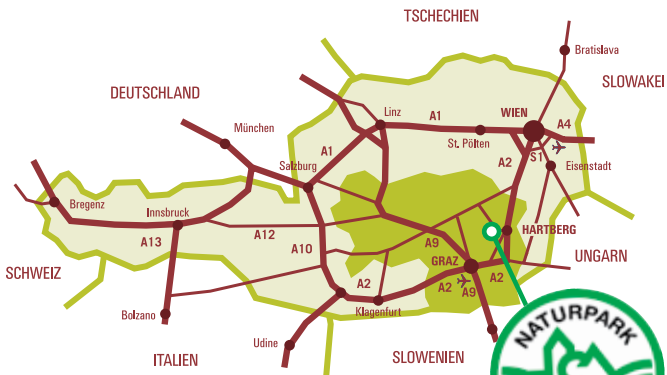 TSCHECHIEN
Bratislava
SLOWAKEI
DEUTSCHLAND
Linz
A1
WIEN
A4
München
St. Pölten
A1
A2
S1
Eisenstadt
Salzburg
Bregenz
Innsbruck
A13
A12
A10
A9
HARTBERG
GRAZ
UNGARN
SCHWEIZ
A2
A2
A9
A2
Klagenfurt
Bolzano
Udine
ITALIEN
SLOWENIEN
NATURPARK